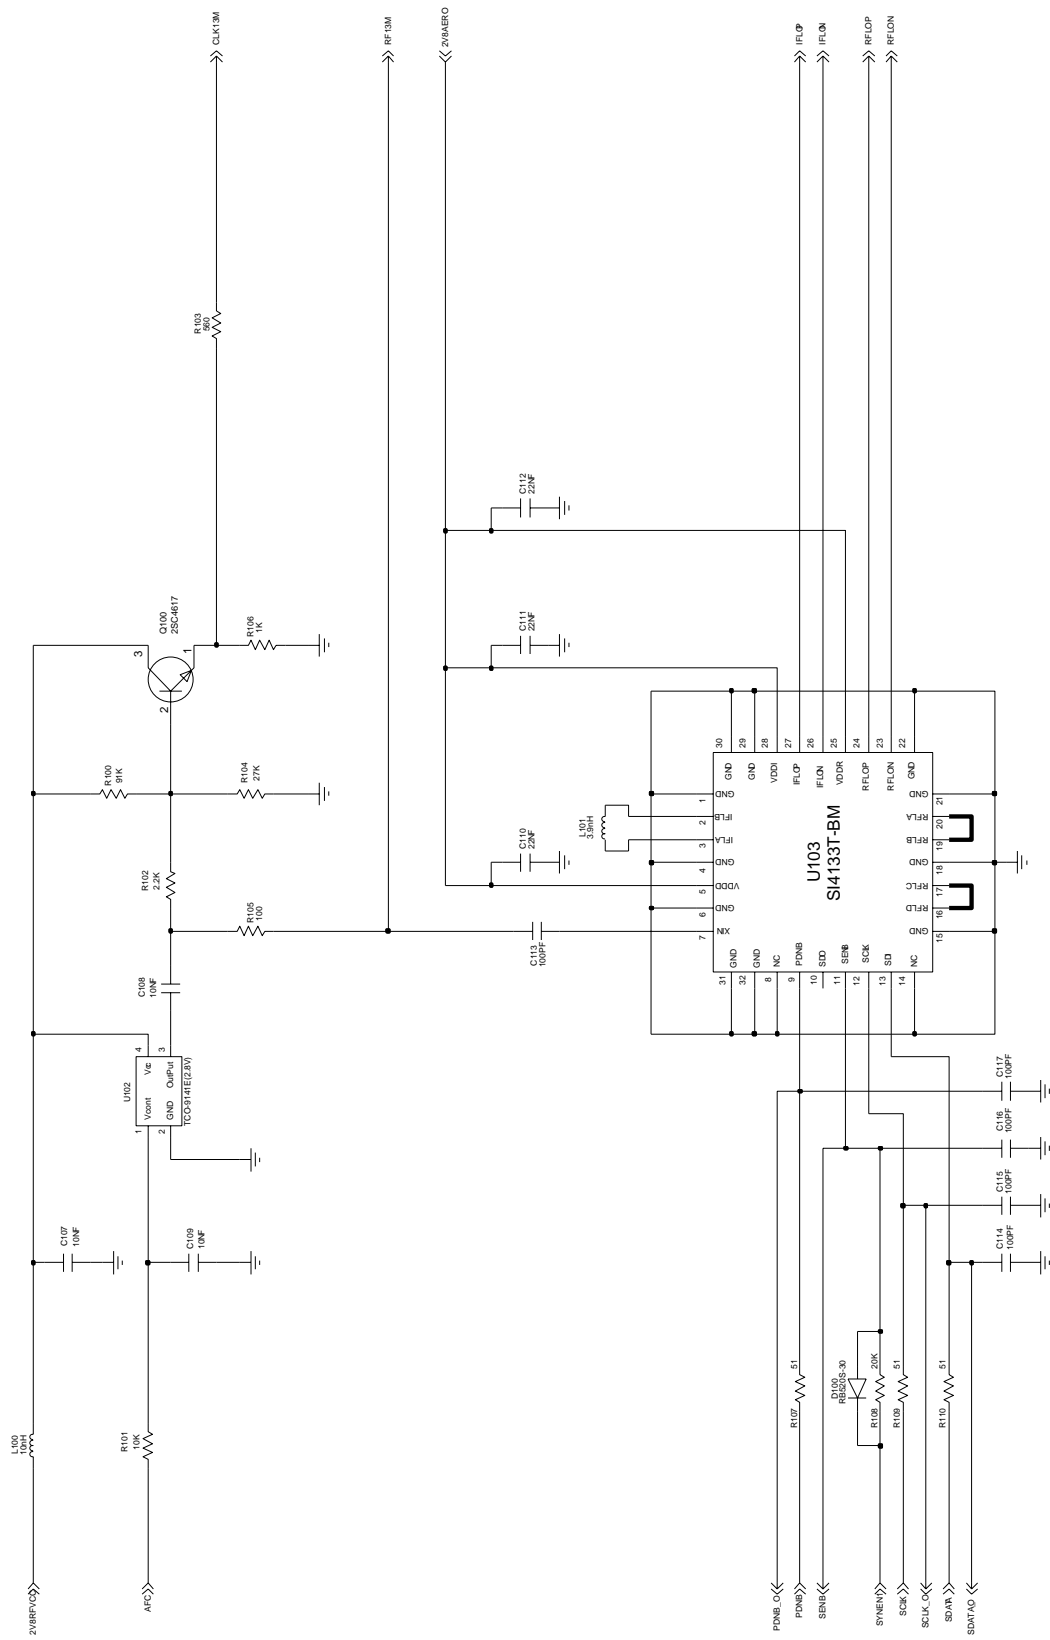 2V8RFVCO
L100
10nH
C107
10NF
AFC
R101
10K
C109
10NF
U102
1
Vcont
Vcc
4
2
GND
OutPut
3
TCO-9141E(2.8V)
C108
10NF
R102
2.2K
R105
100
R100
91K
R104
27K
Q100
2SC4617
3
2
1
R106
1K
R103
560
CLK13M
RF13M
2V8AERO
C113
100PF
C110
22NF
C111
22NF
C112
22NF
L101
3.9nH
U103
SI4133T-BM
7
XIN
6
GND
5
VDDD
4
GND
3
IFLA
2
IFLB
1
GND
30
GND
29
GND
28
VDDI
27
IFLOP
26
IFLON
25
VDDR
24
RFLOP
23
RFLON
22
GND
31
GND
32
GND
8
NC
9
PDNB
10
SDO
11
SENB
12
SCLK
13
SDI
14
NC
15
GND
16
RFLD
17
RFLC
18
GND
19
RFLB
20
RFLA
21
GND
IFLOP
IFLON
RFLOP
RFLON
PDNB_O
PDNB
R107
51
SENB
D100
RB520S-30
SYNEN1
R108
20K
SCLK
R109
51
SCLK_O
SDATA
R110
51
SDATAO
C114
100PF
C115
100PF
C116
100PF
C117
100PF